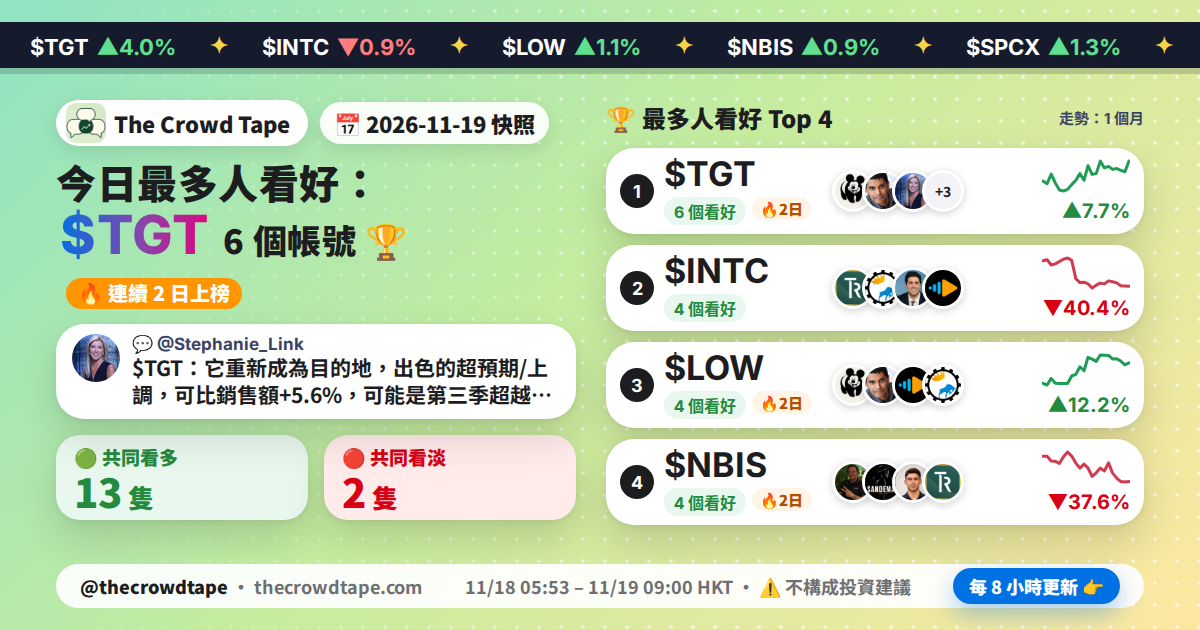 $TGT ▲4.0% ✦ $INTC ▼0.9% ✦ $LOW ▲1.1% ✦ $NBIS ▲0.9% ✦ $SPCX ▲1.3% ✦
The Crowd Tape
📅 2026-11-19 快照
今日最多人看好：
$TGT 6 個帳號 🏆
🔥 連續 2 日上榜
💬 @Stephanie_Link
$TGT：它重新成為目的地，出色的超預期/上
調，可比銷售額+5.6%，可能是第三季超越…
🟢 共同看多
13 隻
🔴 共同看淡
2 隻
🏆 最多人看好 Top 4
走勢：1 個月
1 $TGT
6 個看好 🔥2日
+3
▲7.7%
2 $INTC
4 個看好
TR
▼40.4%
3 $LOW
4 個看好 🔥2日
▲12.2%
4 $NBIS
4 個看好 🔥2日
TR
▼37.6%
@thecrowdtape • thecrowdtape.com
11/18 05:53 – 11/19 09:00 HKT • ⚠️ 不構成投資建議
每 8 小時更新 👉